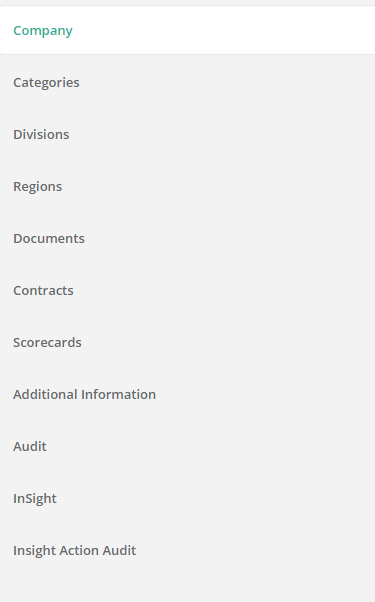 Company
Categories
Divisions
Regions
Documents
Contracts
Scorecards
Additional Information
Audit
InSight
Insight Action Audit